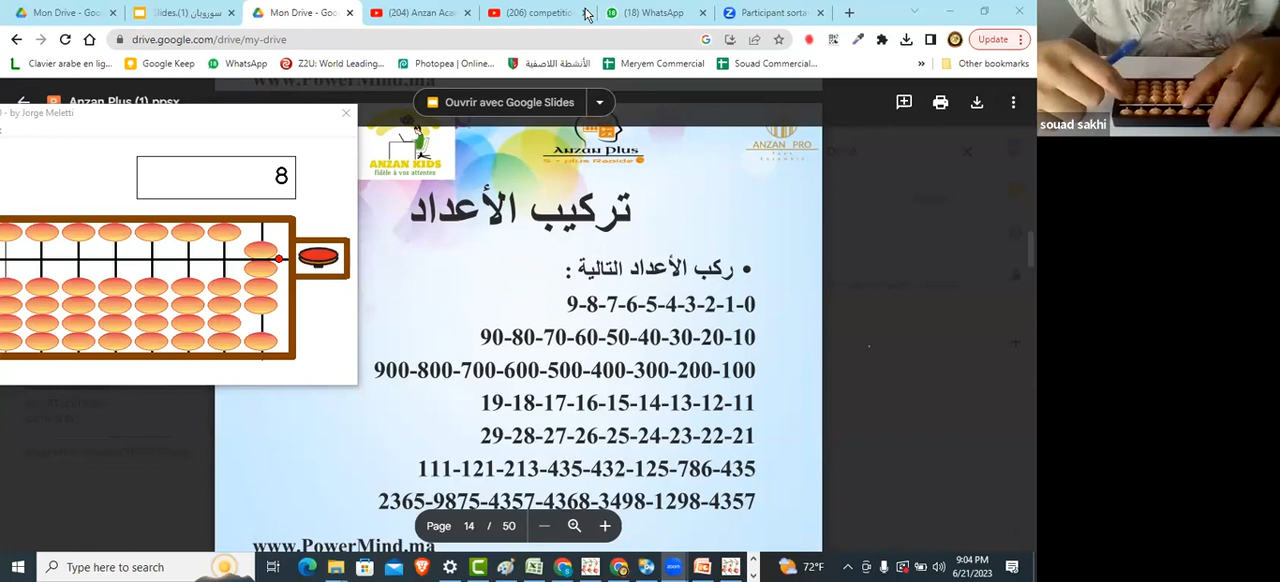 Mon Drive - Goo
Slides.(1) سوروبان
Mon Drive - Goo
(204) Anzan Aca
(206) competitio
(18) WhatsApp
Participant sorta
drive.google.com/drive/my-drive
Update
Clavier arabe en lig...
Google Keep
WhatsApp
Z2U: World Leading...
Photopea | Online...
الأنشطة اللاصفية
Meryem Commercial
Souad Commercial...
»
Other bookmarks
www.PowerMind.ma
Anzan Plus (1).ppsx
Ouvrir avec Google Slides
- by Jorge Meletti
8
ANZAN KIDS
fidèle à vos attentes
Anzan Plus
S - plus Rapide
ANZAN PRO
تركيب الأعداد
• ركب الأعداد التالية :
9-8-7-6-5-4-3-2-1-0
90-80-70-60-50-40-30-20-10
900-800-700-600-500-400-300-200-100
19-18-17-16-15-14-13-12-11
29-28-27-26-25-24-23-22-21
111-121-213-435-432-125-786-435
2365-9875-4357-4368-3498-1298-4357
Page 14 / 50
www.PowerMind.ma
souad sakhi
Type here to search
72°F
9:04 PM
6/21/2023